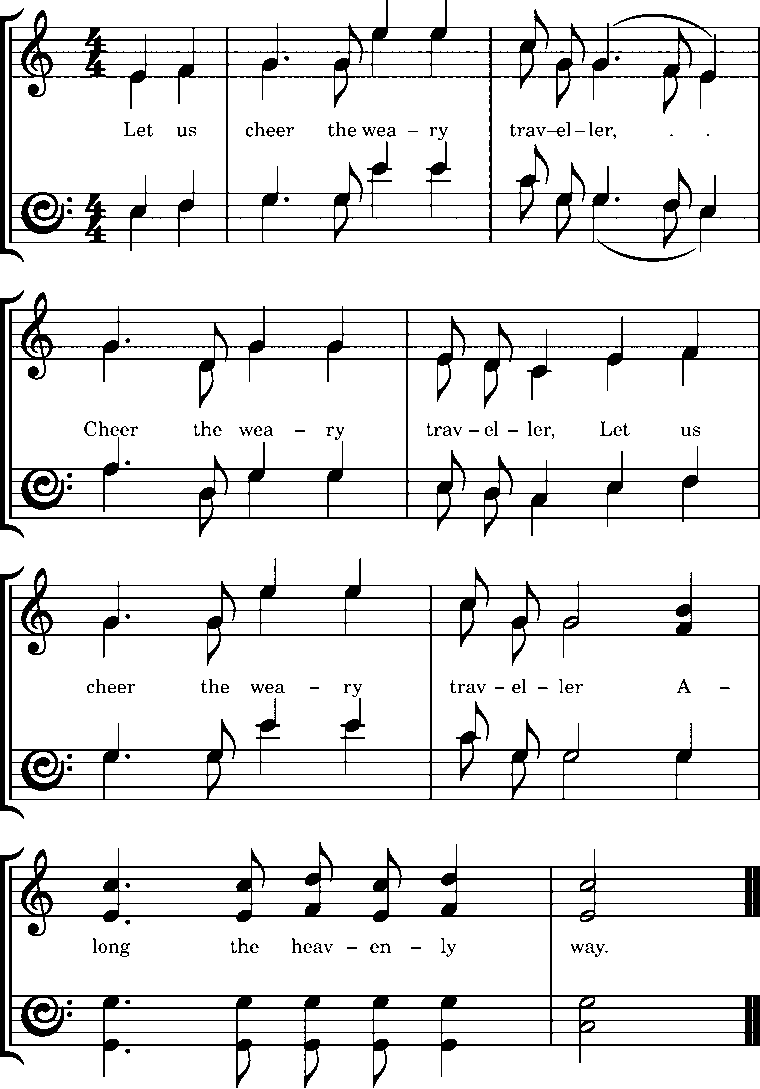 Let us cheer the wea – ry trav–el–ler, . .
Cheer the wea – ry trav – el – ler, Let us
cheer the wea – ry trav – el – ler A –
long the heav – en – ly way.